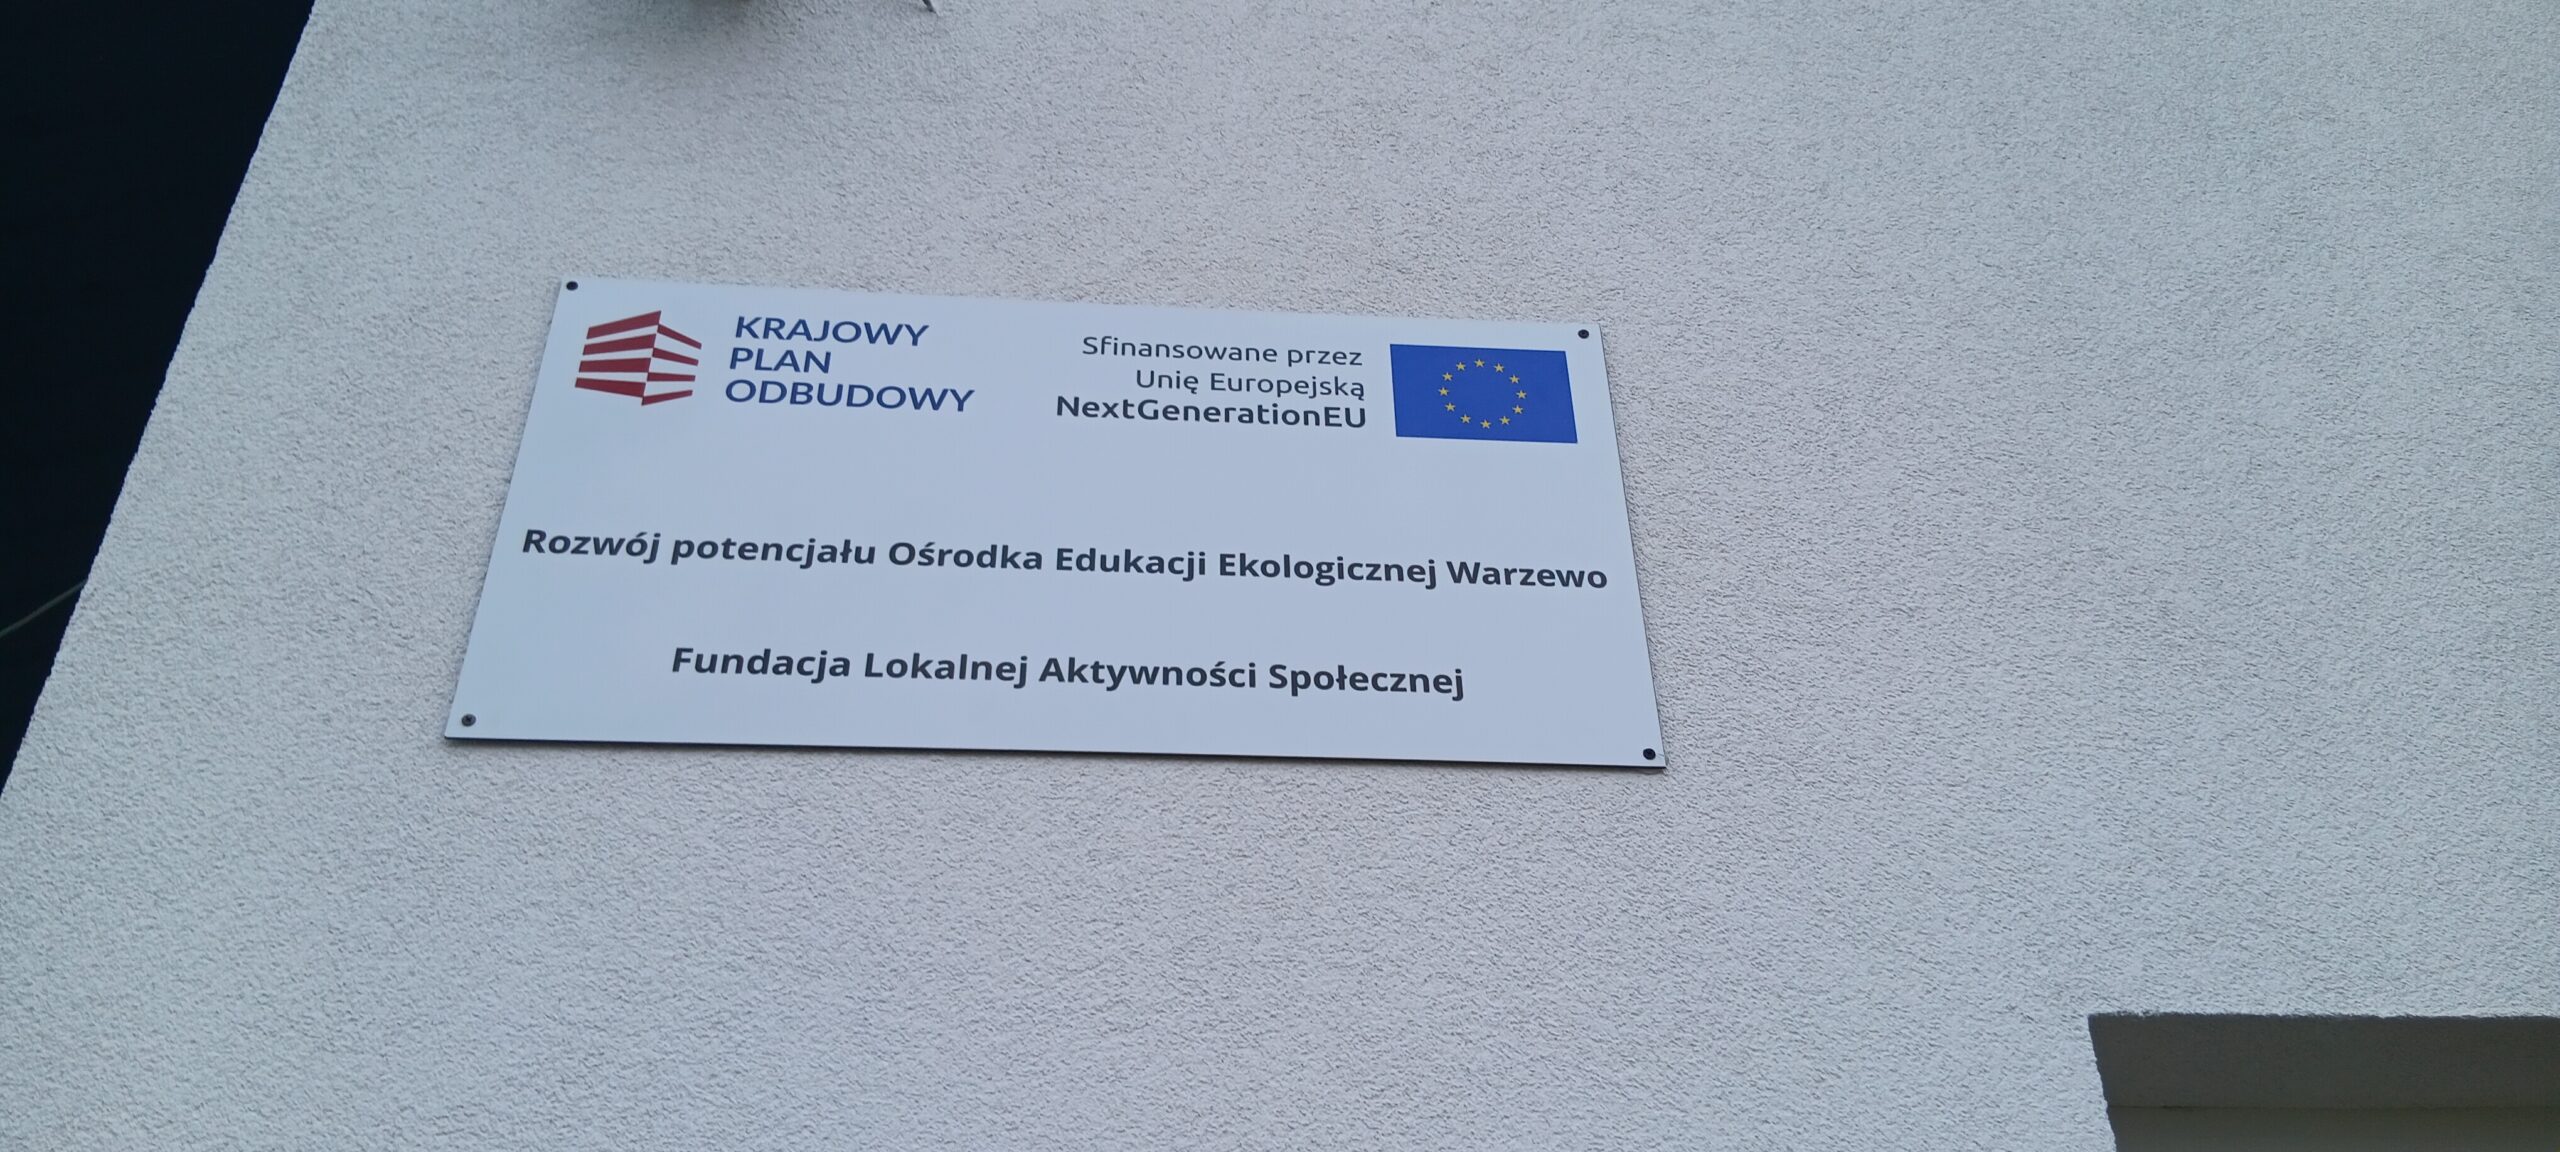 KRAJOWY
PLAN
ODBUDOWY
Sfinansowane przez
Unię Europejską
NextGenerationEU
Rozwój potencjału Ośrodka Edukacji Ekologicznej Warzewo
Fundacja Lokalnej Aktywności Społecznej